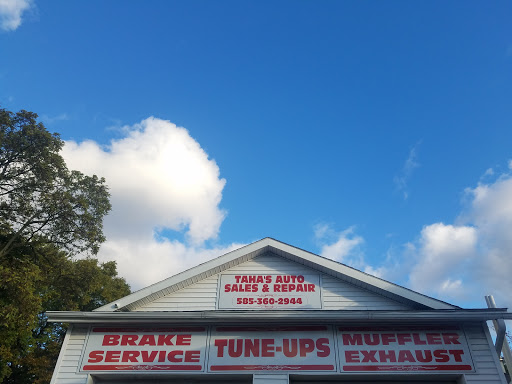 TAHA'S AUTO
SALES & REPAIR
585-360-2944
BRAKE
SERVICE
TUNE-UPS
MUFFLER
EXHAUST